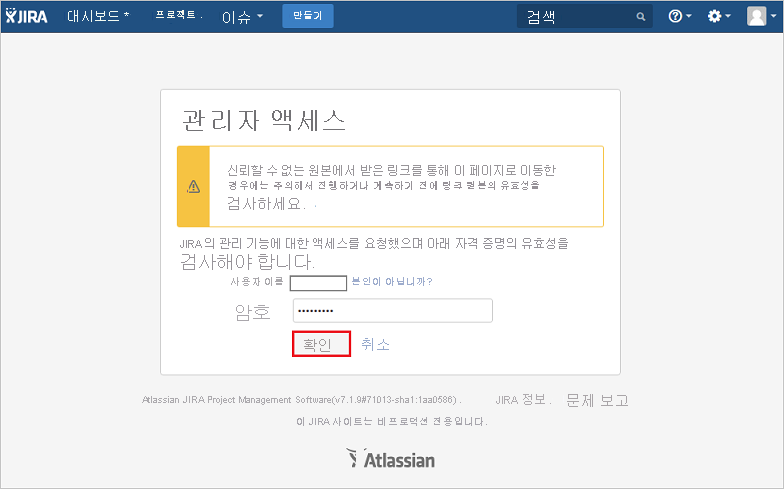 JIRA 대시보드 프로젝트 . 이슈 만들기 검색
관리자 액세스
신뢰할 수 없는 원본에서 받은 링크를 통해 이 페이지로 이동한
경우에는 주의해서 진행하거나 계속하기 전에 링크 원본의 유효성을
검사하세요.
JIRA의 관리 기능에 대한 액세스를 요청했으며 아래 자격 증명의 유효성을
검사해야 합니다.
사용자 이름 본인이 아닙니까?
암호 •••••••••
확인 취소
Atlassian JIRA Project Management Software(v7.1.9#71013-sha1:1aa0586) . JIRA 정보 . 문제 보고
이 JIRA 사이트는 비 프로덕션 전용입니다.
Atlassian